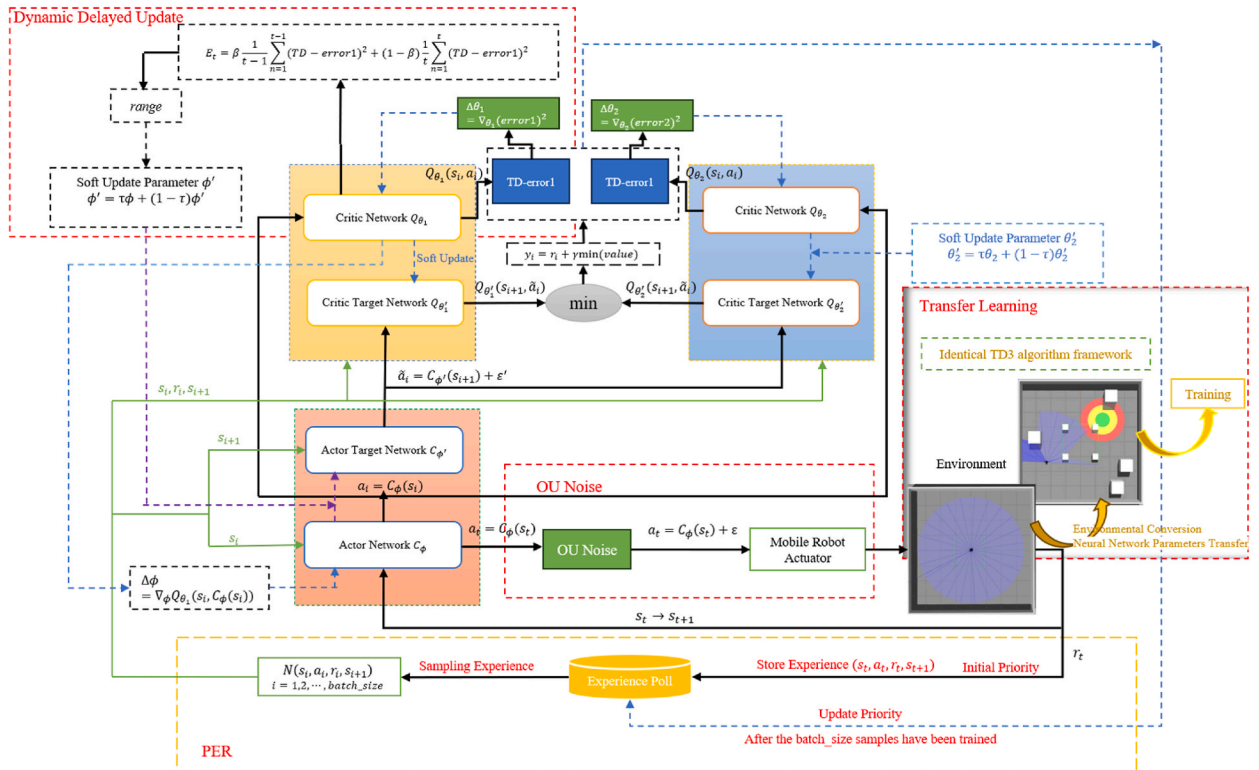 Dynamic Delayed Update
E_t = β \frac{1}{t-1} \sum_{n=1}^{t-1} (TD - error1)^2 + (1 - β) \frac{1}{t} \sum_{n=1}^{t} (TD - error1)^2
range
Δθ_1
= ∇_{θ_1}(error1)^2
Δθ_2
= ∇_{θ_2}(error2)^2
Soft Update Parameter ϕ′
ϕ′ = τϕ + (1 − τ)ϕ′
Q_{θ_1}(s_i, a_i)
TD-error1
TD-error1
Q_{θ_2}(s_i, a_i)
Critic Network Q_{θ_1}
Critic Network Q_{θ_2}
Soft Update
y_i = r_i + γmin(value)
Soft Update Parameter θ′_2
θ′_2 = τθ_2 + (1 − τ)θ′_2
Critic Target Network Q_{θ′_1}
Q_{θ′_1}(s_{i+1}, ã_i)
min
Q_{θ′_2}(s_{i+1}, ã_i)
Critic Target Network Q_{θ′_2}
Transfer Learning
Identical TD3 algorithm framework
ã_i = C_{ϕ′}(s_{i+1}) + ε′
s_i, r_i, s_{i+1}
Training
s_{i+1}
Actor Target Network C_{ϕ′}
Environment
a_i = C_ϕ(s_i)
OU Noise
s_i
Actor Network C_ϕ
a_t = C_ϕ(s_t)
OU Noise
a_t = C_ϕ(s_t) + ε
Mobile Robot
Actuator
Environmental Conversion
Neural Network Parameters Transfer
Δϕ
= ∇_ϕ Q_{θ_1}(s_i, C_ϕ(s_i))
s_t → s_{t+1}
r_t
N(s_i, a_i, r_i, s_{i+1})
i = 1,2, ⋯ , batch_size
Sampling Experience
Experience Poll
Store Experience (s_t, a_t, r_t, s_{t+1})
Initial Priority
Update Priority
After the batch_size samples have been trained
PER